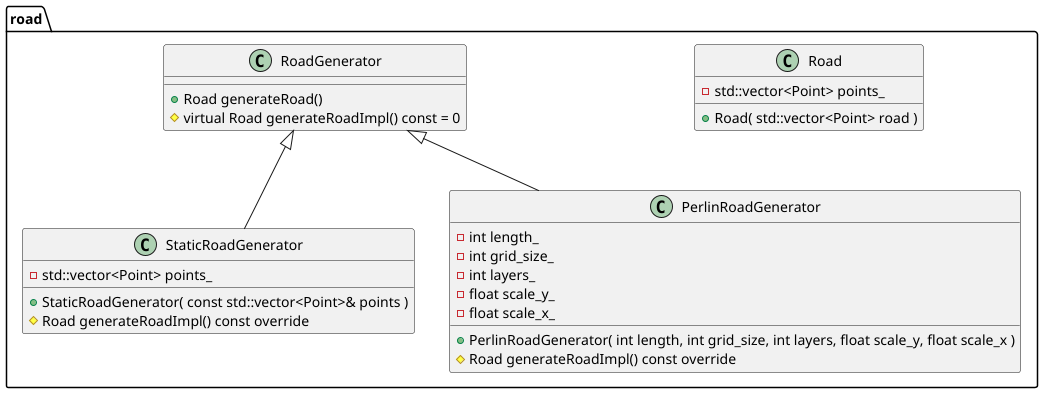 road
C RoadGenerator
Road generateRoad()
virtual Road generateRoadImpl() const = 0
C Road
std::vector<Point> points_
Road( std::vector<Point> road )
C StaticRoadGenerator
std::vector<Point> points_
StaticRoadGenerator( const std::vector<Point>& points )
Road generateRoadImpl() const override
C PerlinRoadGenerator
int length_
int grid_size_
int layers_
float scale_y_
float scale_x_
PerlinRoadGenerator( int length, int grid_size, int layers, float scale_y, float scale_x )
Road generateRoadImpl() const override